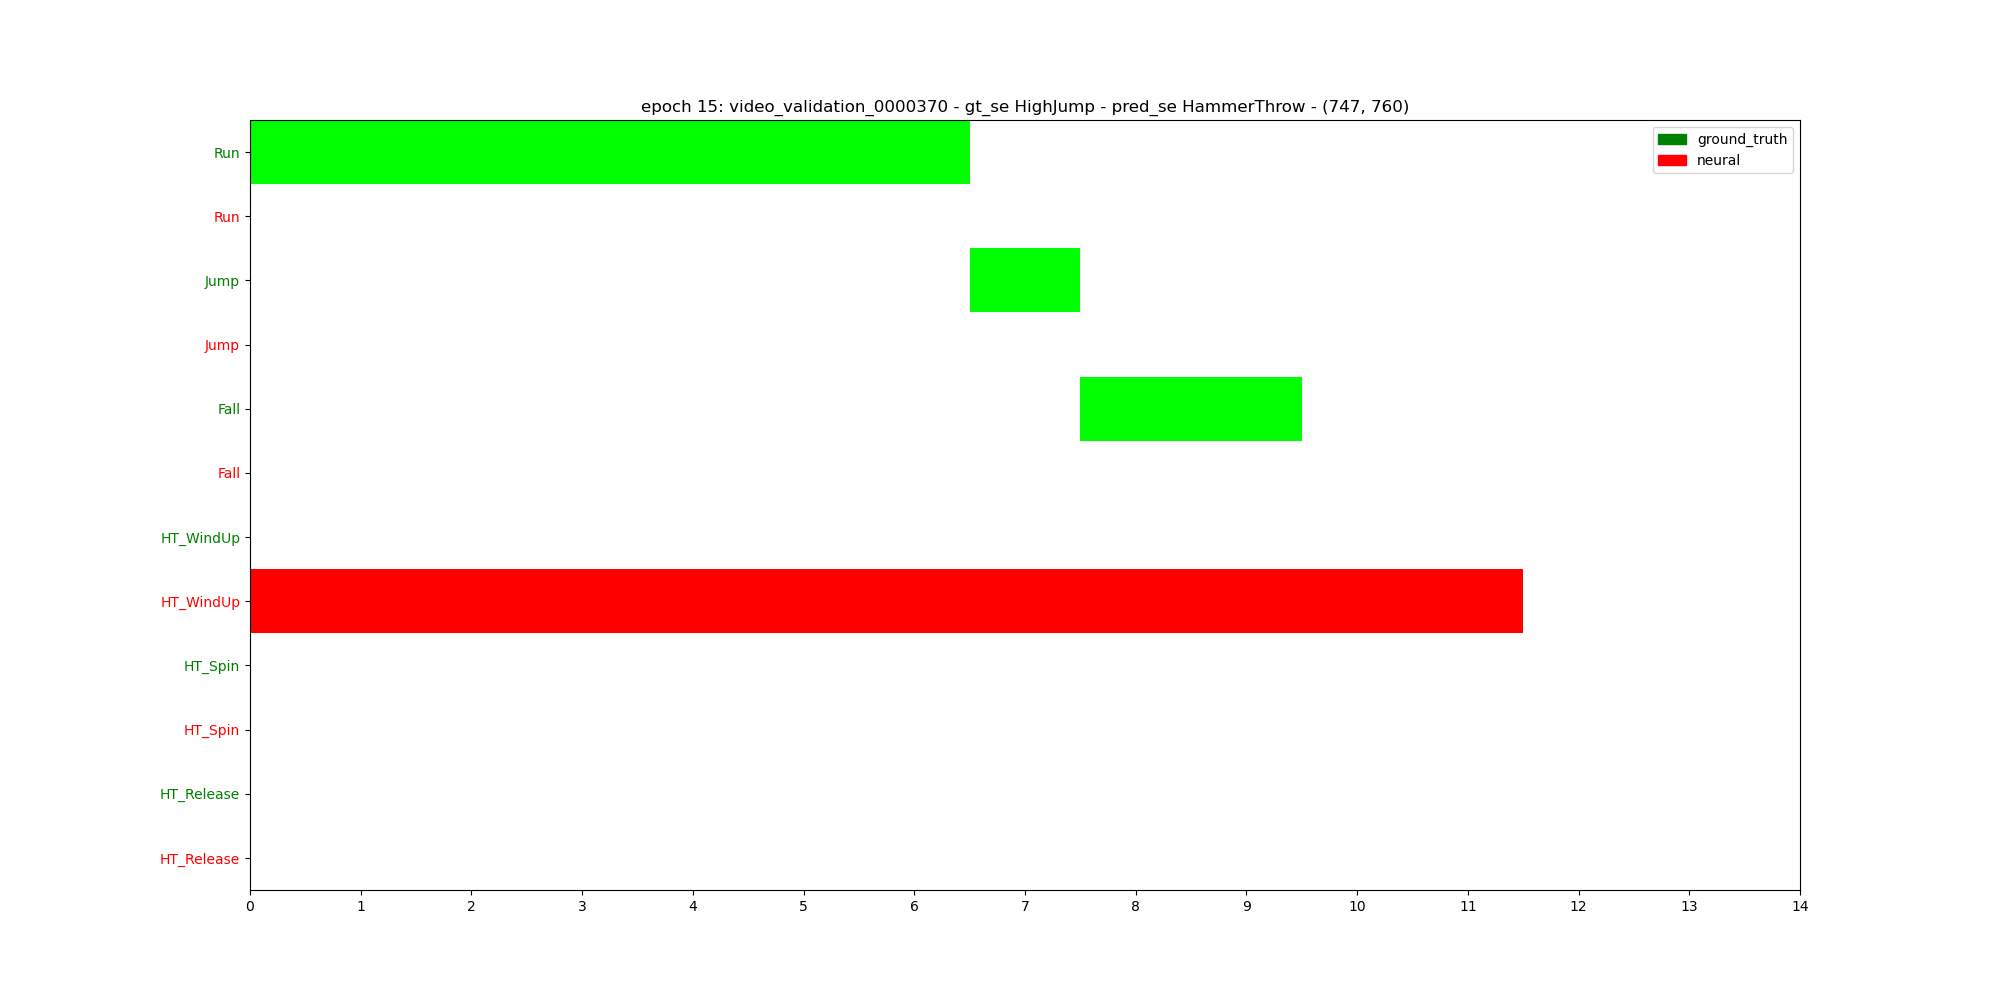 epoch 15: video_validation_0000370 - gt_se HighJump - pred_se HammerThrow - (747, 760)
ground_truth
neural
Run
Run
Jump
Jump
Fall
Fall
HT_WindUp
HT_WindUp
HT_Spin
HT_Spin
HT_Release
HT_Release
0 1 2 3 4 5 6 7 8 9 10 11 12 13 14